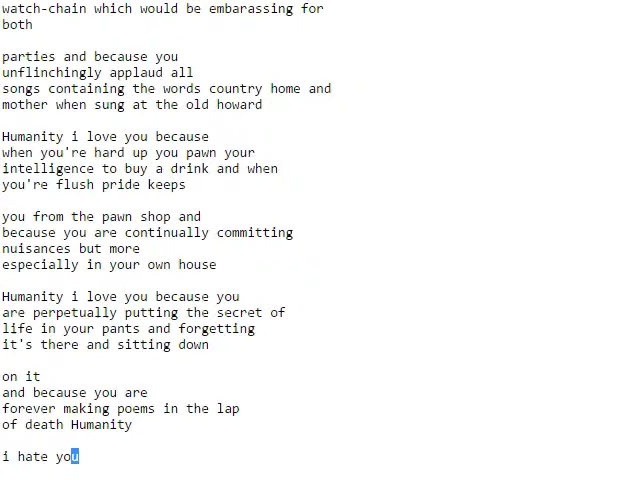 watch-chain which would be embarassing for
both
parties and because you
unflinchingly applaud all
songs containing the words country home and
mother when sung at the old howard
Humanity i love you because
when you're hard up you pawn your
intelligence to buy a drink and when
you're flush pride keeps
you from the pawn shop and
because you are continually committing
nuisances but more
especially in your own house
Humanity i love you because you
are perpetually putting the secret of
life in your pants and forgetting
it's there and sitting down
on it
and because you are
forever making poems in the lap
of death Humanity
i hate you